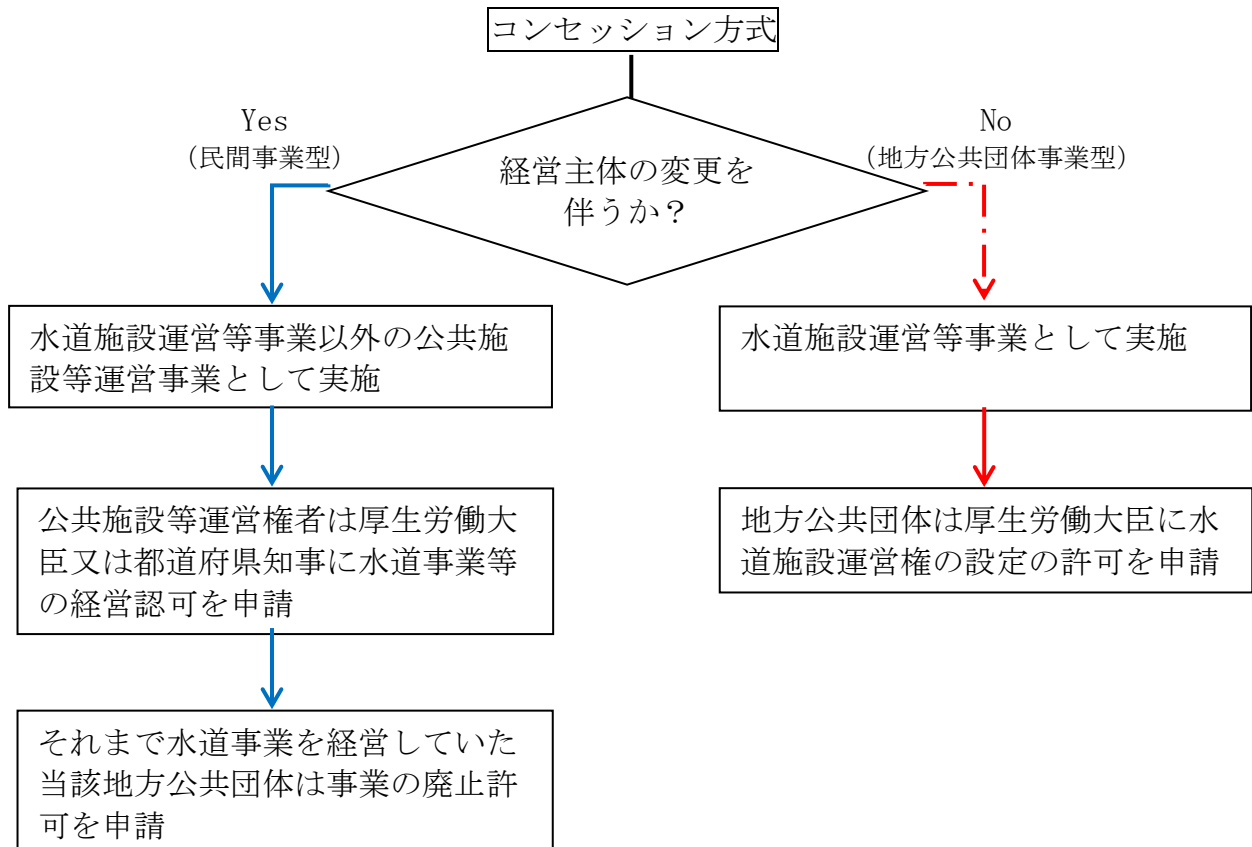 コンセッション方式
Yes
（民間事業型）
No
（地方公共団体事業型）
経営主体の変更を
伴うか？
水道施設運営等事業以外の公共施
設等運営事業として実施
水道施設運営等事業として実施
公共施設等運営権者は厚生労働大
臣又は都道府県知事に水道事業等
の経営認可を申請
地方公共団体は厚生労働大臣に水
道施設運営権の設定の許可を申請
それまで水道事業を経営していた
当該地方公共団体は事業の廃止許
可を申請